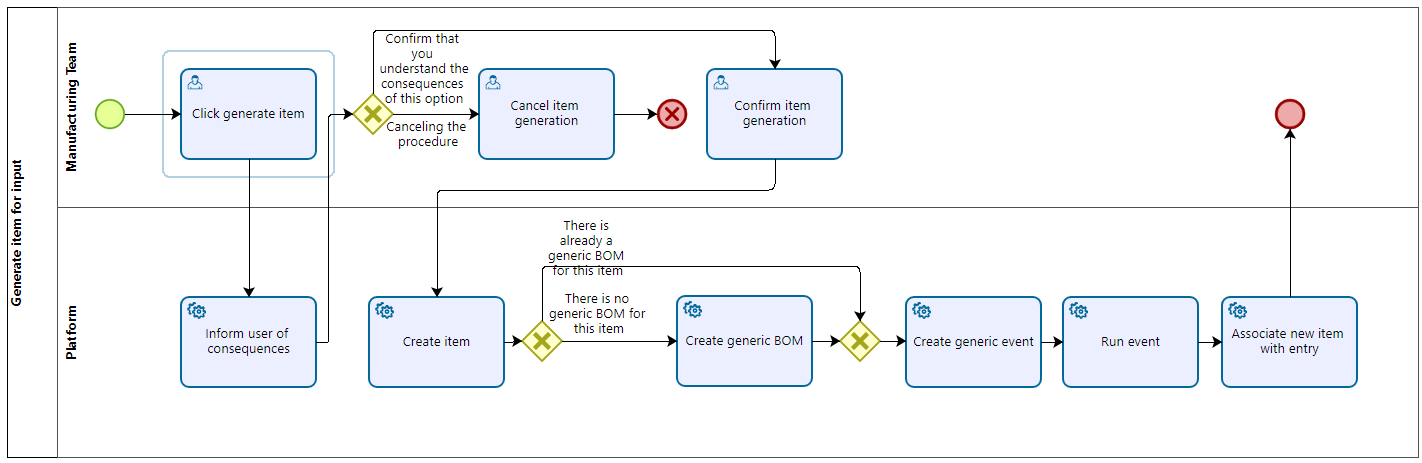 Generate item for input
Manufacturing Team
Click generate item
Confirm that
you
understand the
consequences
of this option
Canceling the
procedure
Cancel item
generation
Confirm item
generation
Platform
Inform user of
consequences
Create item
There is
already a
generic BOM
for this item
There is no
generic BOM for
this item
Create generic BOM
Create generic event
Run event
Associate new item
with entry